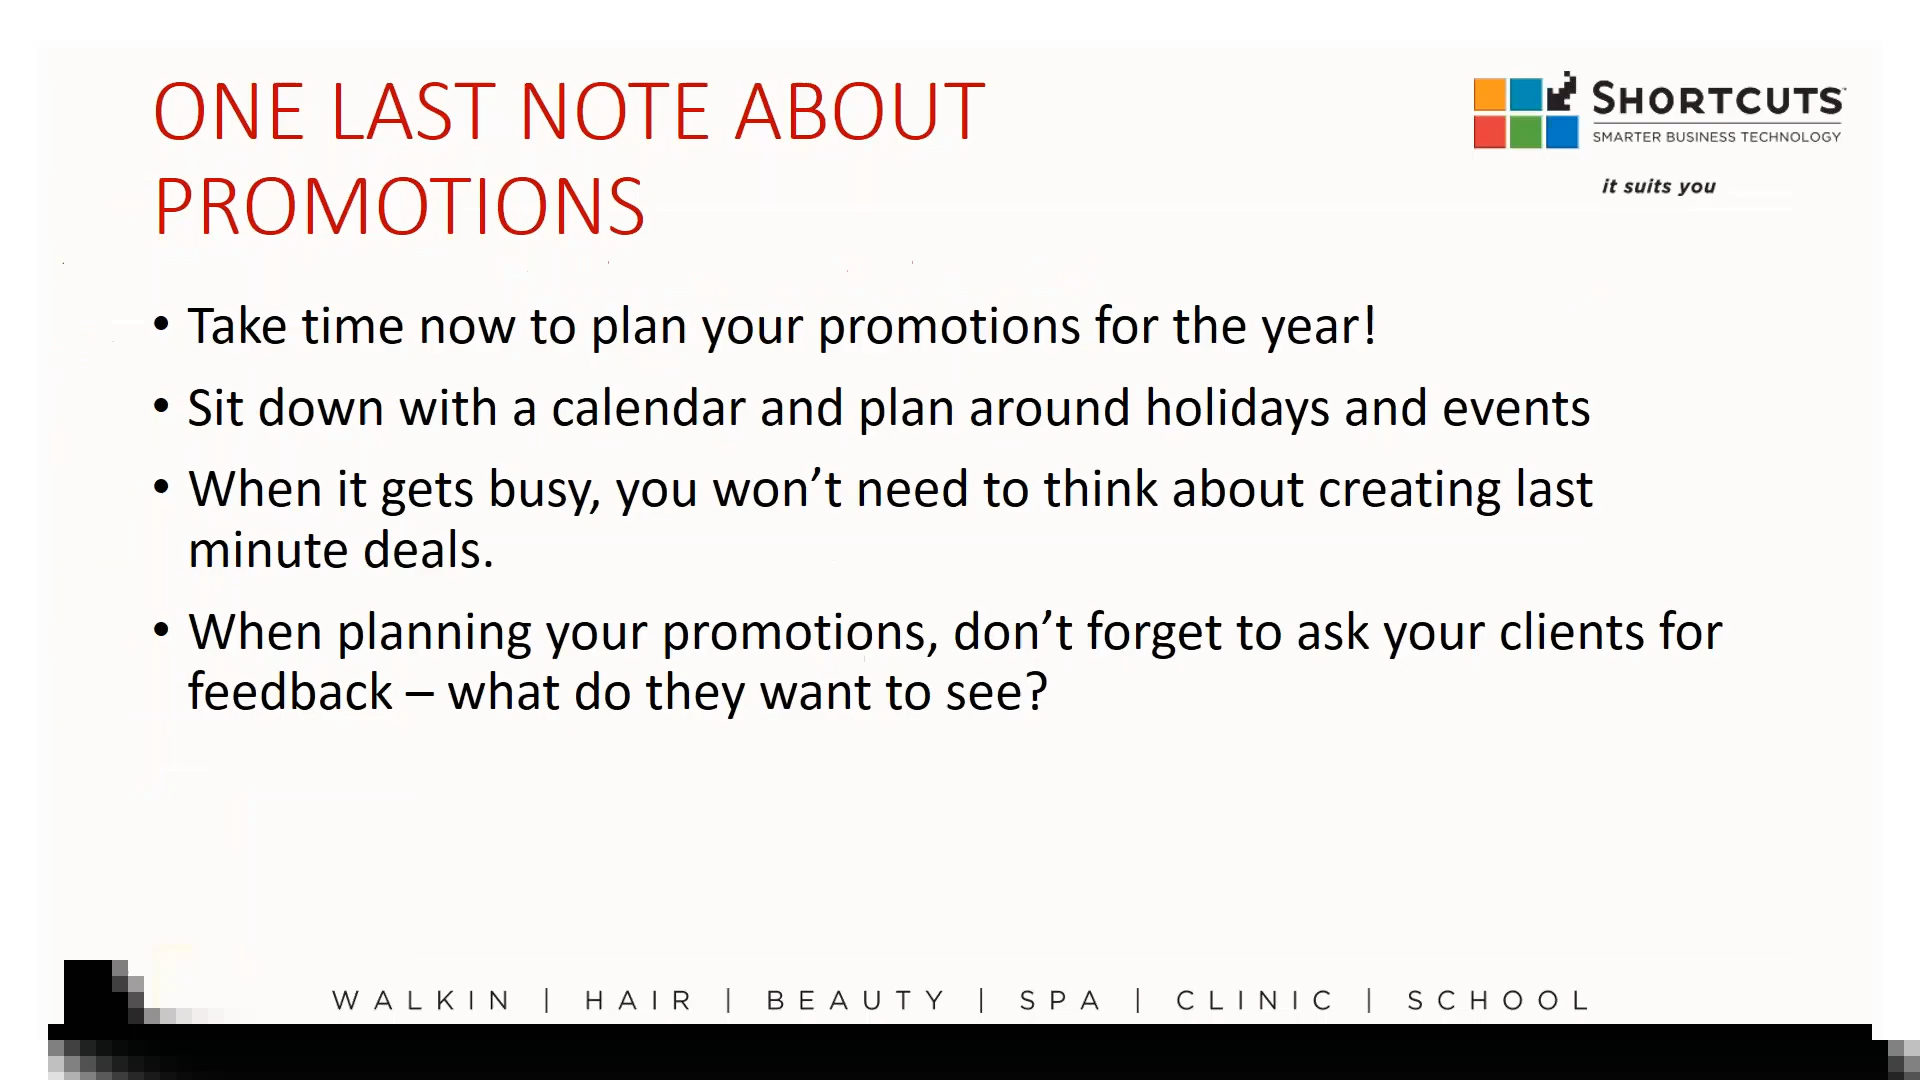 ONE LAST NOTE ABOUT
PROMOTIONS
SHORTCUTS
SMARTER BUSINESS TECHNOLOGY
it suits you
• Take time now to plan your promotions for the year!
• Sit down with a calendar and plan around holidays and events
• When it gets busy, you won’t need to think about creating last
minute deals.
• When planning your promotions, don’t forget to ask your clients for
feedback – what do they want to see?
WALKIN | HAIR | BEAUTY | SPA | CLINIC | SCHOOL